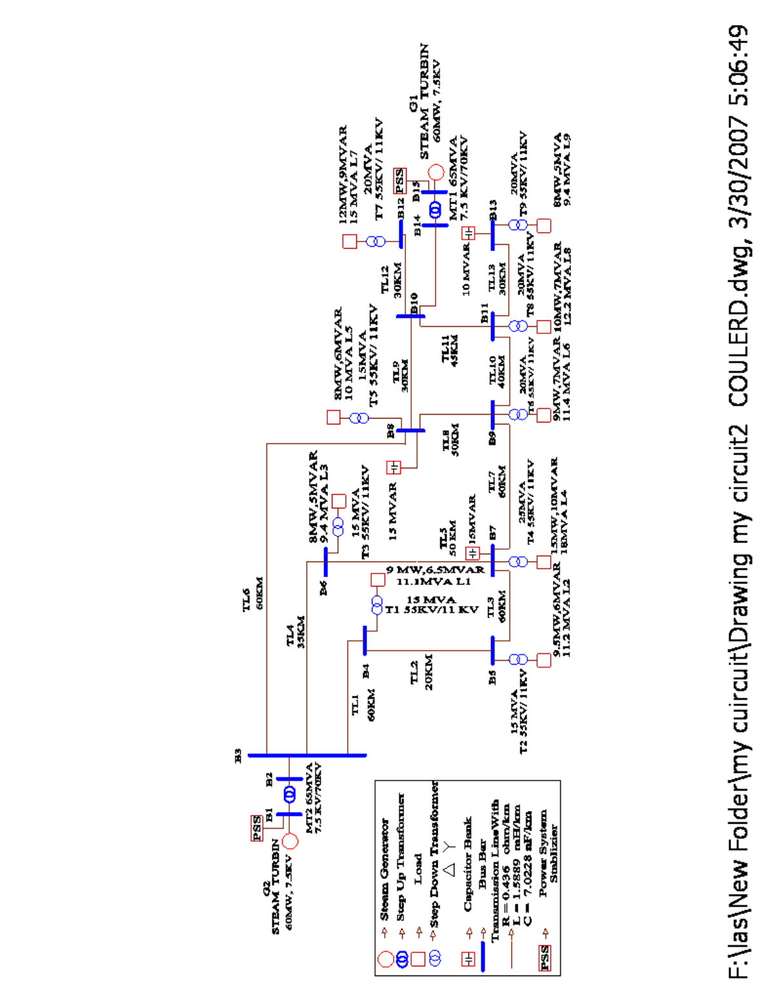 G2
STEAM TURBIN
60MW, 7.5KV
PSS
B1
B2
MT2 65MVA
7.5 KV/70KV
B3
TL6
60KM
TL4
35KM
TL1
60KM
B4
TL2
20KM
B5
15 MVA
T2 55KV/ 11KV
9.5MW,6MVAR
11.2 MVA L2
15 MVA
T1 55KV/11 KV
9 MW,6.5MVAR
11.1MVA L1
TL3
60KM
B6
8MW,5MVAR
9.4 MVA L3
15 MVA
T3 55KV/ 11KV
TL5
50 KM
15MVAR
B7
25MVA
T4 55KV/ 11KV
15MW,10MVAR
18MVA L4
15 MVAR
TL7
60KM
B8
8MW,6MVAR
10 MVA L5
15MVA
T5 55KV/ 11KV
TL8
50KM
B9
20MVA
T6 55KV/ 11KV
9MW,7MVAR
11.4 MVA L6
TL9
30KM
TL10
40KM
B10
TL11
45KM
B11
20MVA
T8 55KV/ 11KV
10MW,7MVAR
12.2 MVA L8
TL12
30KM
B12
12MW,9MVAR
15 MVA L7
20MVA
T7 55KV/ 11KV
10 MVAR
TL13
30KM
B13
20MVA
T9 55KV/ 11KV
8MW,5MVA
9.4 MVA L9
B14
B15
PSS
MT1 65MVA
7.5 KV/70KV
G1
STEAM TURBIN
60MW, 7.5KV
Steam Generator
Step Up Transformer
Load
Step Down Transformer
Capacitor Bank
Bus Bar
Transmission LineWith
R = 0.436 ohm/km
L = 1.5889 mH/km
C = 7.0228 nF/km
PSS
Power System
Stablizier
F:\las\New Folder\my cuircuit\Drawing my circuit2 COULERD.dwg, 3/30/2007 5:06:49